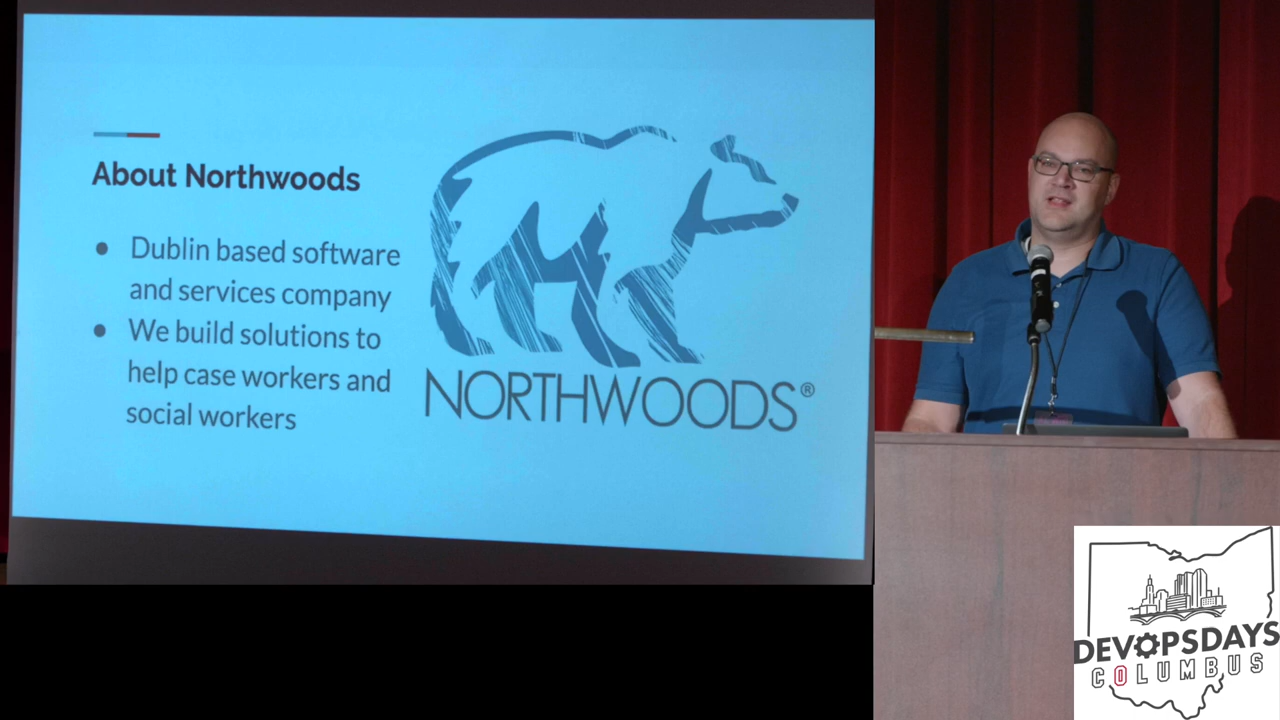 About Northwoods
● Dublin based software
and services company
● We build solutions to
help case workers and
social workers
NORTHWOODS®
DEVOPSDAYS
COLUMBUS